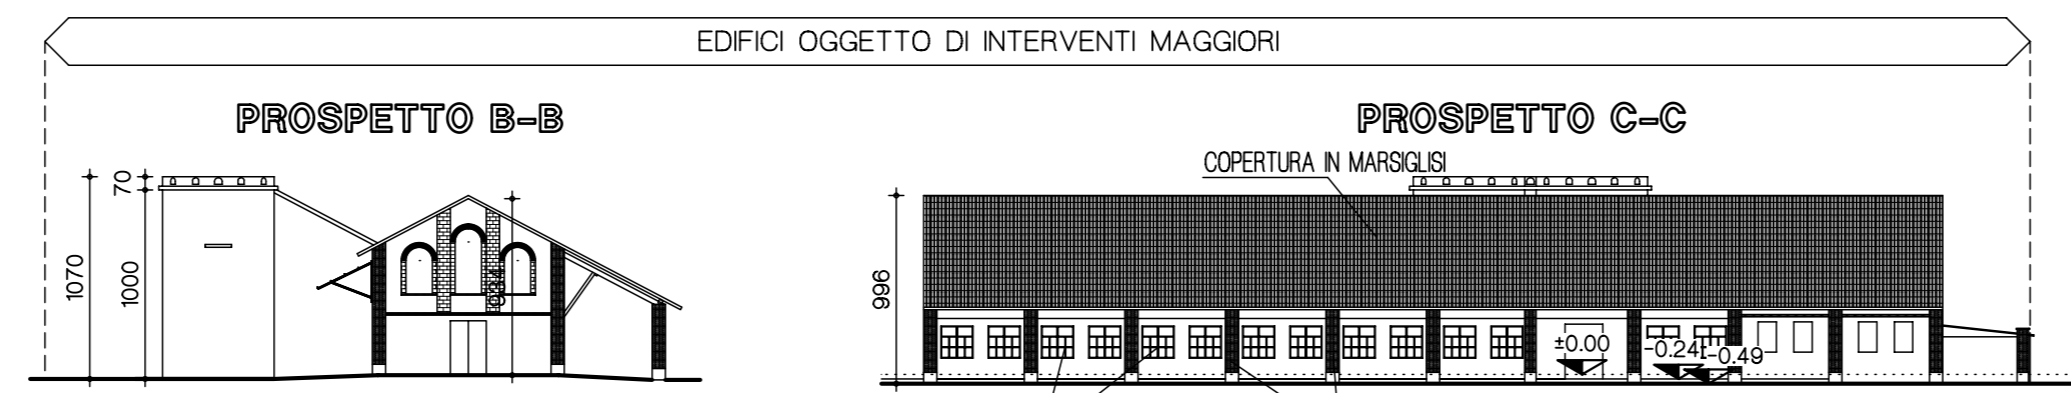 EDIFICI OGGETTO DI INTERVENTI MAGGIORI
PROSPETTO B-B
PROSPETTO C-C
COPERTURA IN MARSIGLISI
70
1070
1000
934
996
±0.00
-0.24
-0.49